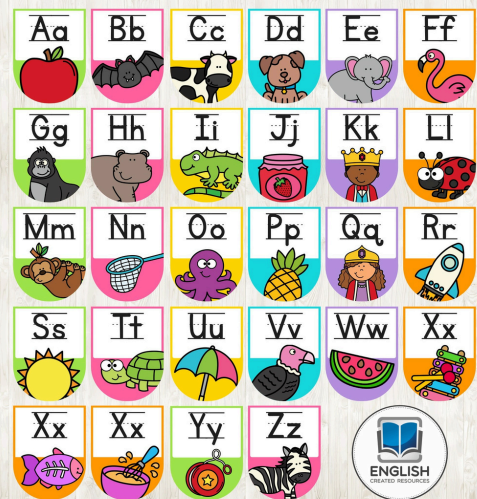 Aa Bb Cc Dd Ee Ff
Gg Hh Ii Jj Kk Ll
Mm Nn Oo Pp Qq Rr
Ss Tt Uu Vv Ww Xx
Xx Xx Yy Zz
ENGLISH
CREATED RESOURCES